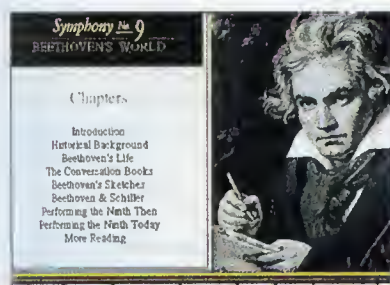 Symphony No. 9
BEETHOVEN'S WORLD
Chapters
Introduction
Historical Background
Beethoven's Life
The Conversation Books
Beethoven's Sketches
Beethoven & Schiller
Performing the Ninth Then
Performing the Ninth Today
More Reading